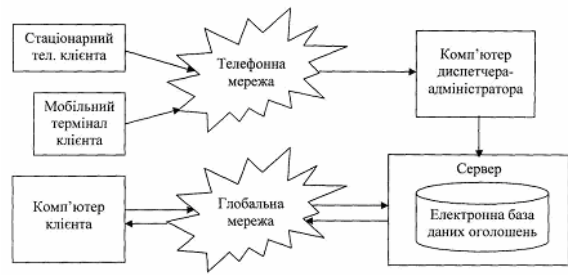 Стаціонарний
тел. клієнта
Телефонна
мережа
Комп’ютер
диспетчера-
адміністратора
Мобільний
термінал
клієнта
Сервер
Комп’ютер
клієнта
Глобальна
мережа
Електронна база
даних оголошень